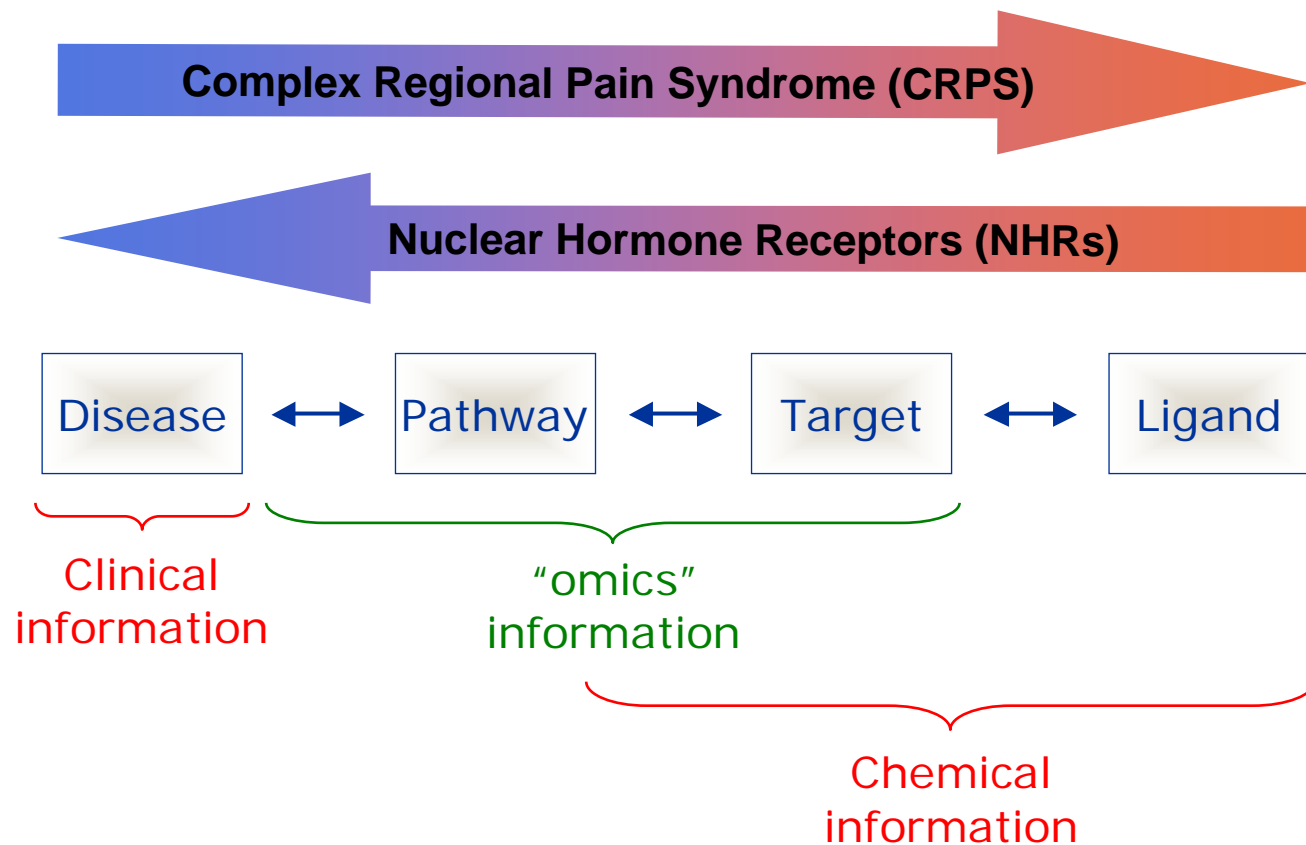 Complex Regional Pain Syndrome (CRPS)
Nuclear Hormone Receptors (NHRs)
Disease
Pathway
Target
Ligand
Clinical
information
“omics”
information
Chemical
information